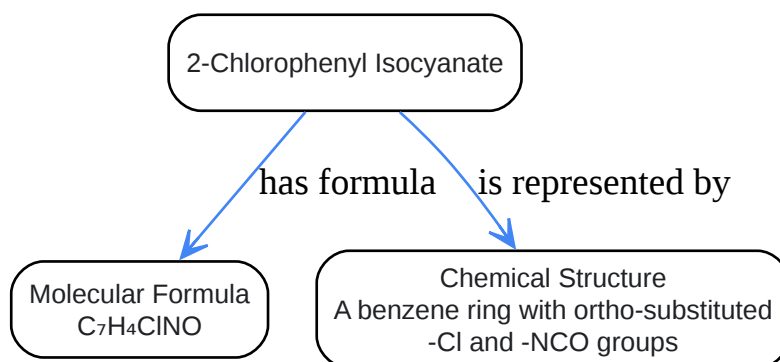 2-Chlorophenyl Isocyanate
has formula
is represented by
Molecular Formula
C₇H₄ClNO
Chemical Structure
A benzene ring with ortho-substituted
-Cl and -NCO groups